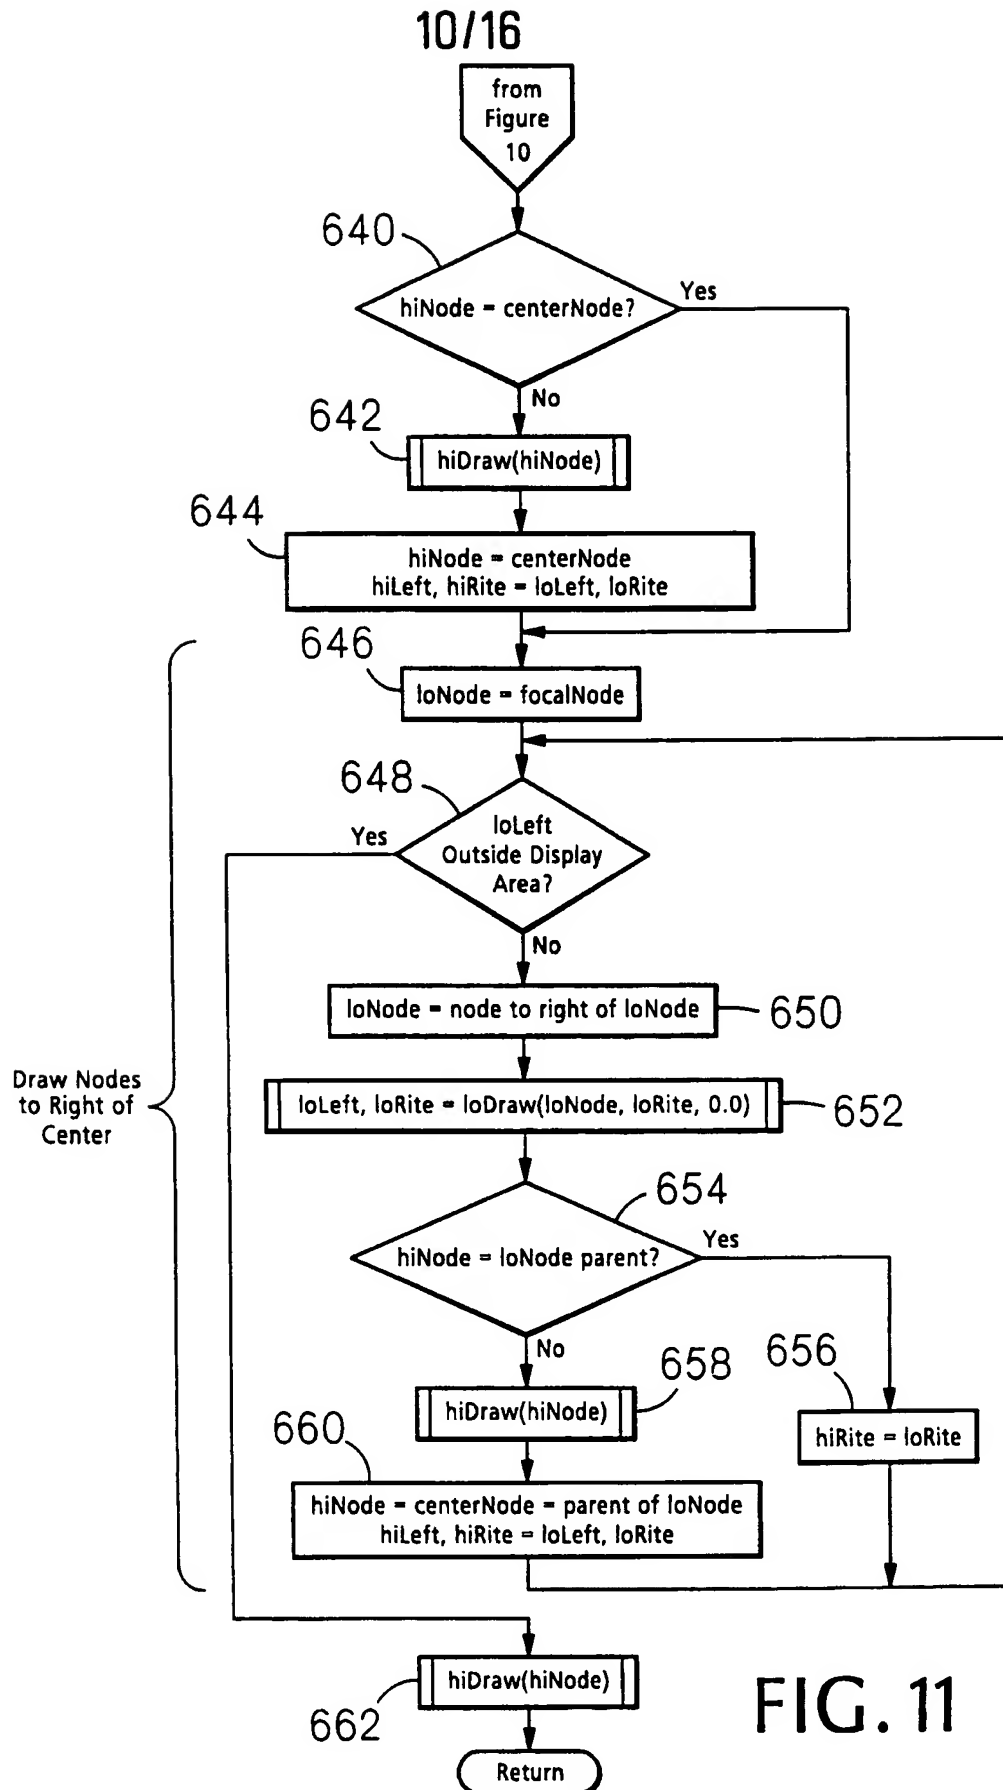 10/16
from
Figure
10
640
hiNode = centerNode?
Yes
No
642
hiDraw(hiNode)
644
hiNode = centerNode
hiLeft, hiRite = loLeft, loRite
646
loNode = focalNode
648
loLeft
Outside Display
Area?
Yes
No
loNode = node to right of loNode
650
Draw Nodes
to Right of
Center
loLeft, loRite = loDraw(loNode, loRite, 0.0)
652
654
hiNode = loNode parent?
Yes
No
656
hiRite = loRite
658
hiDraw(hiNode)
660
hiNode = centerNode = parent of loNode
hiLeft, hiRite = loLeft, loRite
hiDraw(hiNode)
662
Return
FIG. 11